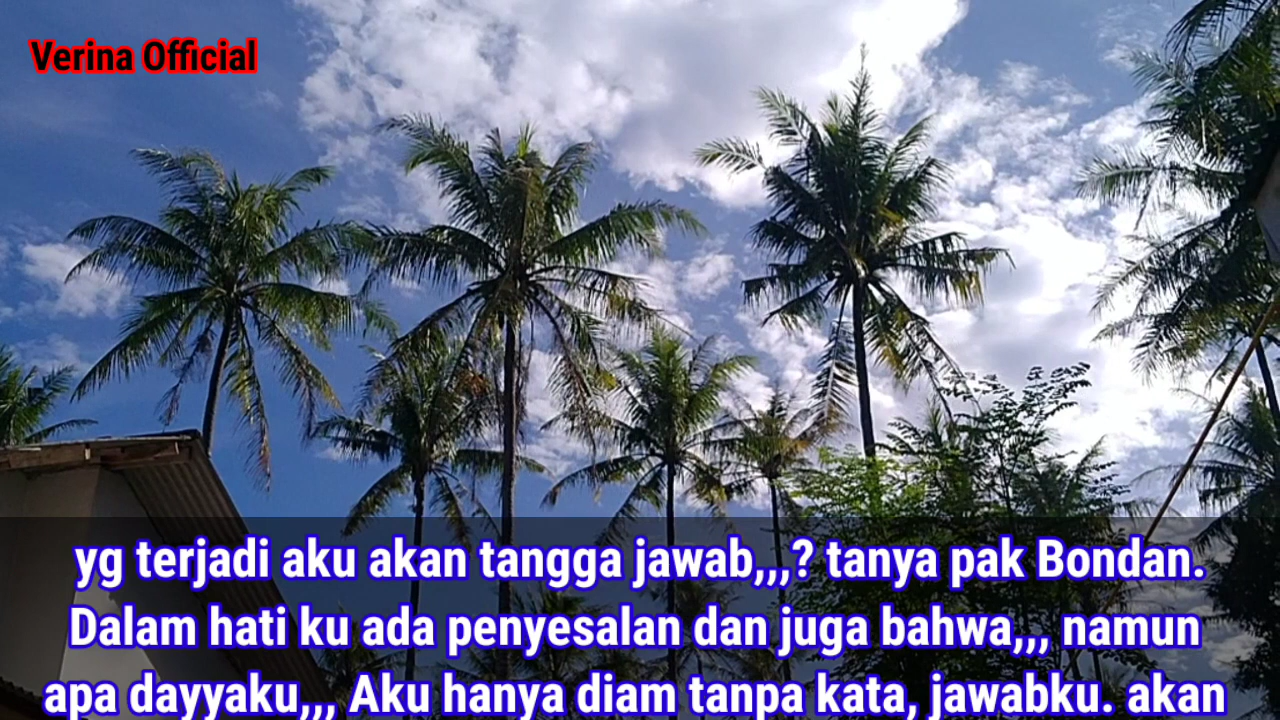 Verina Official
yg terjadi aku akan tangga jawab,,,? tanya pak Bondan.
Dalam hati ku ada penyesalan dan juga bahwa,,, namun
apa dayyaku,,, Aku hanya diam tanpa kata, jawabku. akan